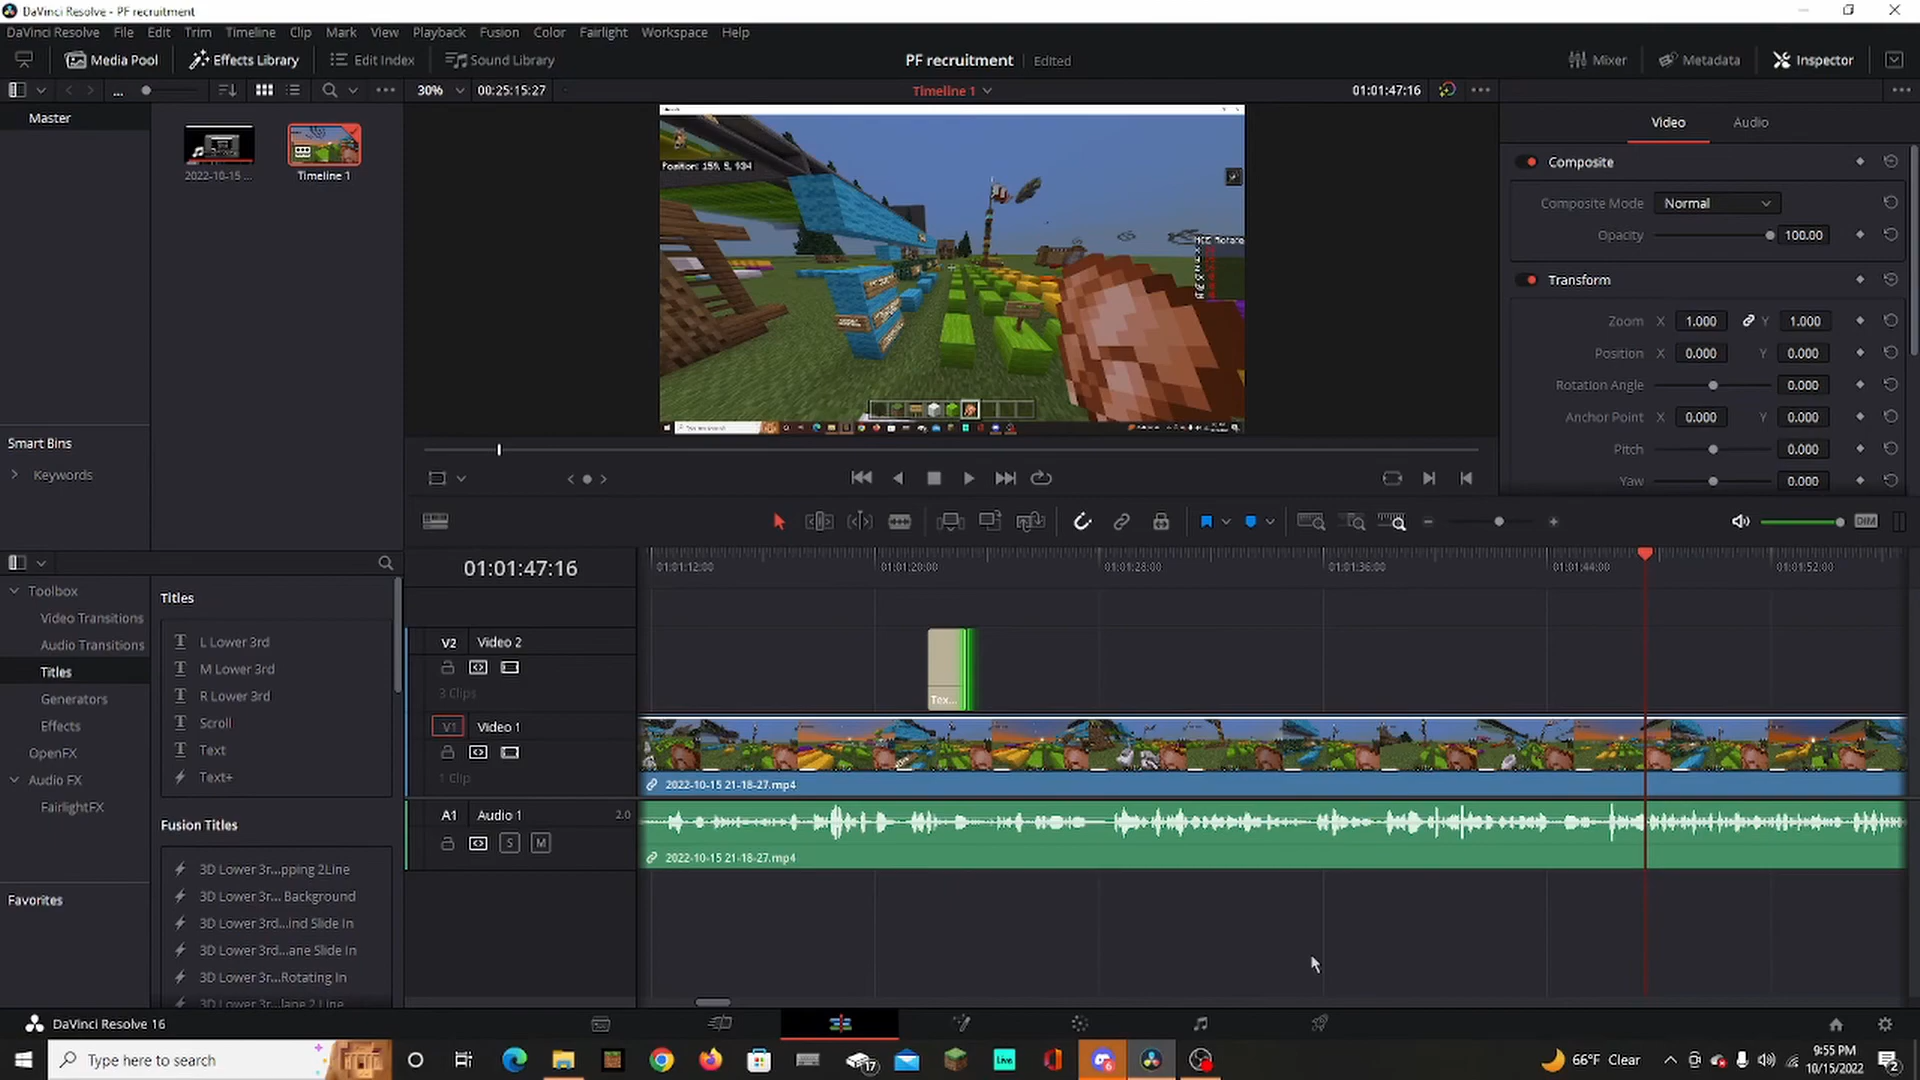 DaVinci Resolve - PF recruitment
DaVinci Resolve File Edit Trim Timeline Clip Mark View Playback Fusion Color Fairlight Workspace Help
Media Pool Effects Library Edit Index Sound Library PF recruitment Edited Mixer Metadata Inspector
... 30% 00:25:15:27 Timeline 1 01:01:47:16
Master
2022-10-15 ... Timeline 1
Position: 159, 5, 934
Video Audio
Composite
Composite Mode Normal
Opacity 100.00
Transform
Zoom X 1.000 Y 1.000
Position X 0.000 Y 0.000
Rotation Angle 0.000
Anchor Point X 0.000 Y 0.000
Pitch 0.000
Yaw 0.000
Smart Bins
Keywords
DIM
01:01:47:16
01:01:12:00 01:01:20:00 01:01:28:00 01:01:36:00 01:01:44:00 01:01:52:00
Toolbox
Video Transitions
Audio Transitions
Titles
Generators
Effects
OpenFX
Audio FX
FairlightFX
Favorites
Titles
L Lower 3rd
M Lower 3rd
R Lower 3rd
Scroll
Text
Text+
Fusion Titles
3D Lower 3r...pping 2Line
3D Lower 3r... Background
3D Lower 3rd...ind Slide In
3D Lower 3rd...ane Slide In
3D Lower 3r...Rotating In
3D Lower 3r...lane 2 Line
V2 Video 2
3 Clips
Tex...
V1 Video 1
1 Clip
2022-10-15 21-18-27.mp4
A1 Audio 1 2.0
S M
2022-10-15 21-18-27.mp4
DaVinci Resolve 16
Type here to search
17
Live
6
66°F Clear
9:55 PM
10/15/2022
2